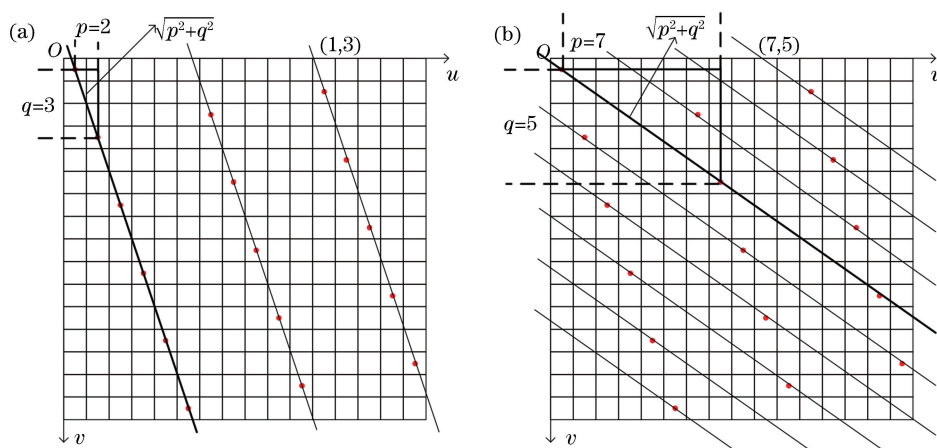 (a)
p=2
√p²+q²
(1,3)
O
u
q=3
v
(b)
p=7
√p²+q²
(7,5)
O
u
q=5
v